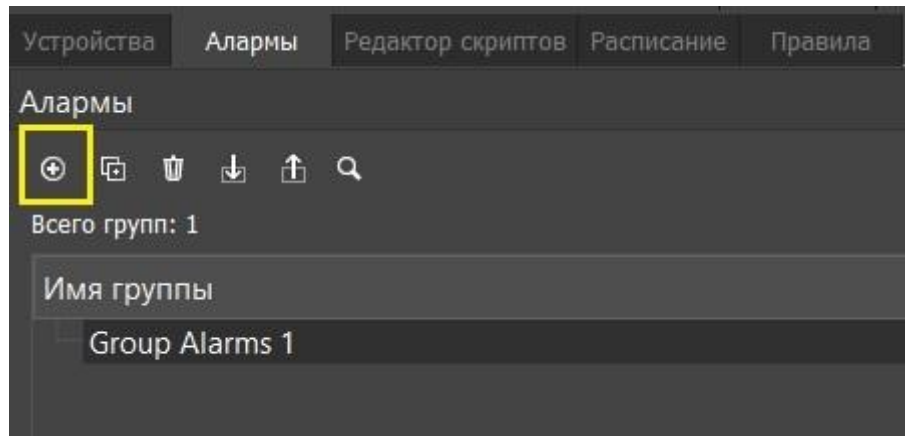 Устройства Алармы Редактор скриптов Расписание Правила
Алармы
Всего групп: 1
Имя группы
Group Alarms 1